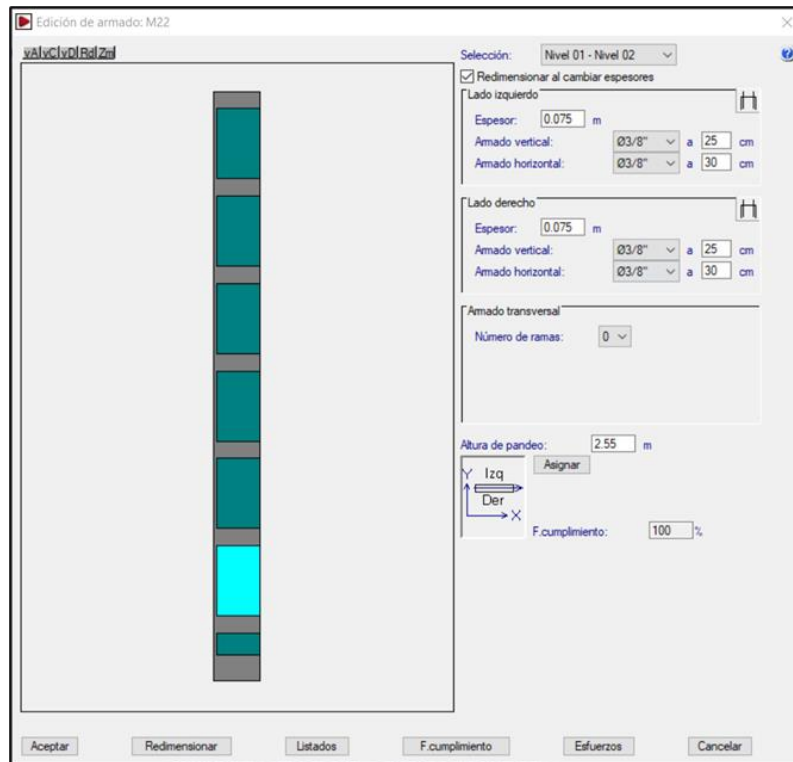 Edición de armado: M22
vA vC vD Rd Zm
Selección: Nivel 01 - Nivel 02
Redimensionar al cambiar espesores
Lado izquierdo
Espesor: 0.075 m
Armado vertical: Ø3/8" a 25 cm
Armado horizontal: Ø3/8" a 30 cm
Lado derecho
Espesor: 0.075 m
Armado vertical: Ø3/8" a 25 cm
Armado horizontal: Ø3/8" a 30 cm
Armado transversal
Número de ramas: 0
Altura de pandeo: 2.55 m
Asignar
Y Izq
Der
X
F.cumplimiento: 100 %
Aceptar Redimensionar Listados F.cumplimiento Esfuerzos Cancelar